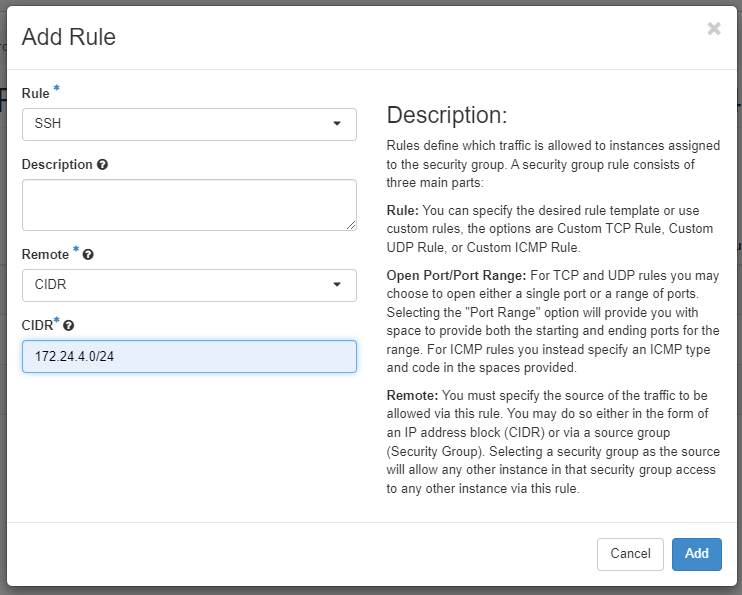 Add Rule
×
Rule *
SSH
Description
Remote *
CIDR
CIDR*
172.24.4.0/24
Description:
Rules define which traffic is allowed to instances assigned
to the security group. A security group rule consists of
three main parts:
Rule: You can specify the desired rule template or use
custom rules, the options are Custom TCP Rule, Custom
UDP Rule, or Custom ICMP Rule.
Open Port/Port Range: For TCP and UDP rules you may
choose to open either a single port or a range of ports.
Selecting the "Port Range" option will provide you with
space to provide both the starting and ending ports for the
range. For ICMP rules you instead specify an ICMP type
and code in the spaces provided.
Remote: You must specify the source of the traffic to be
allowed via this rule. You may do so either in the form of
an IP address block (CIDR) or via a source group
(Security Group). Selecting a security group as the source
will allow any other instance in that security group access
to any other instance via this rule.
Cancel
Add